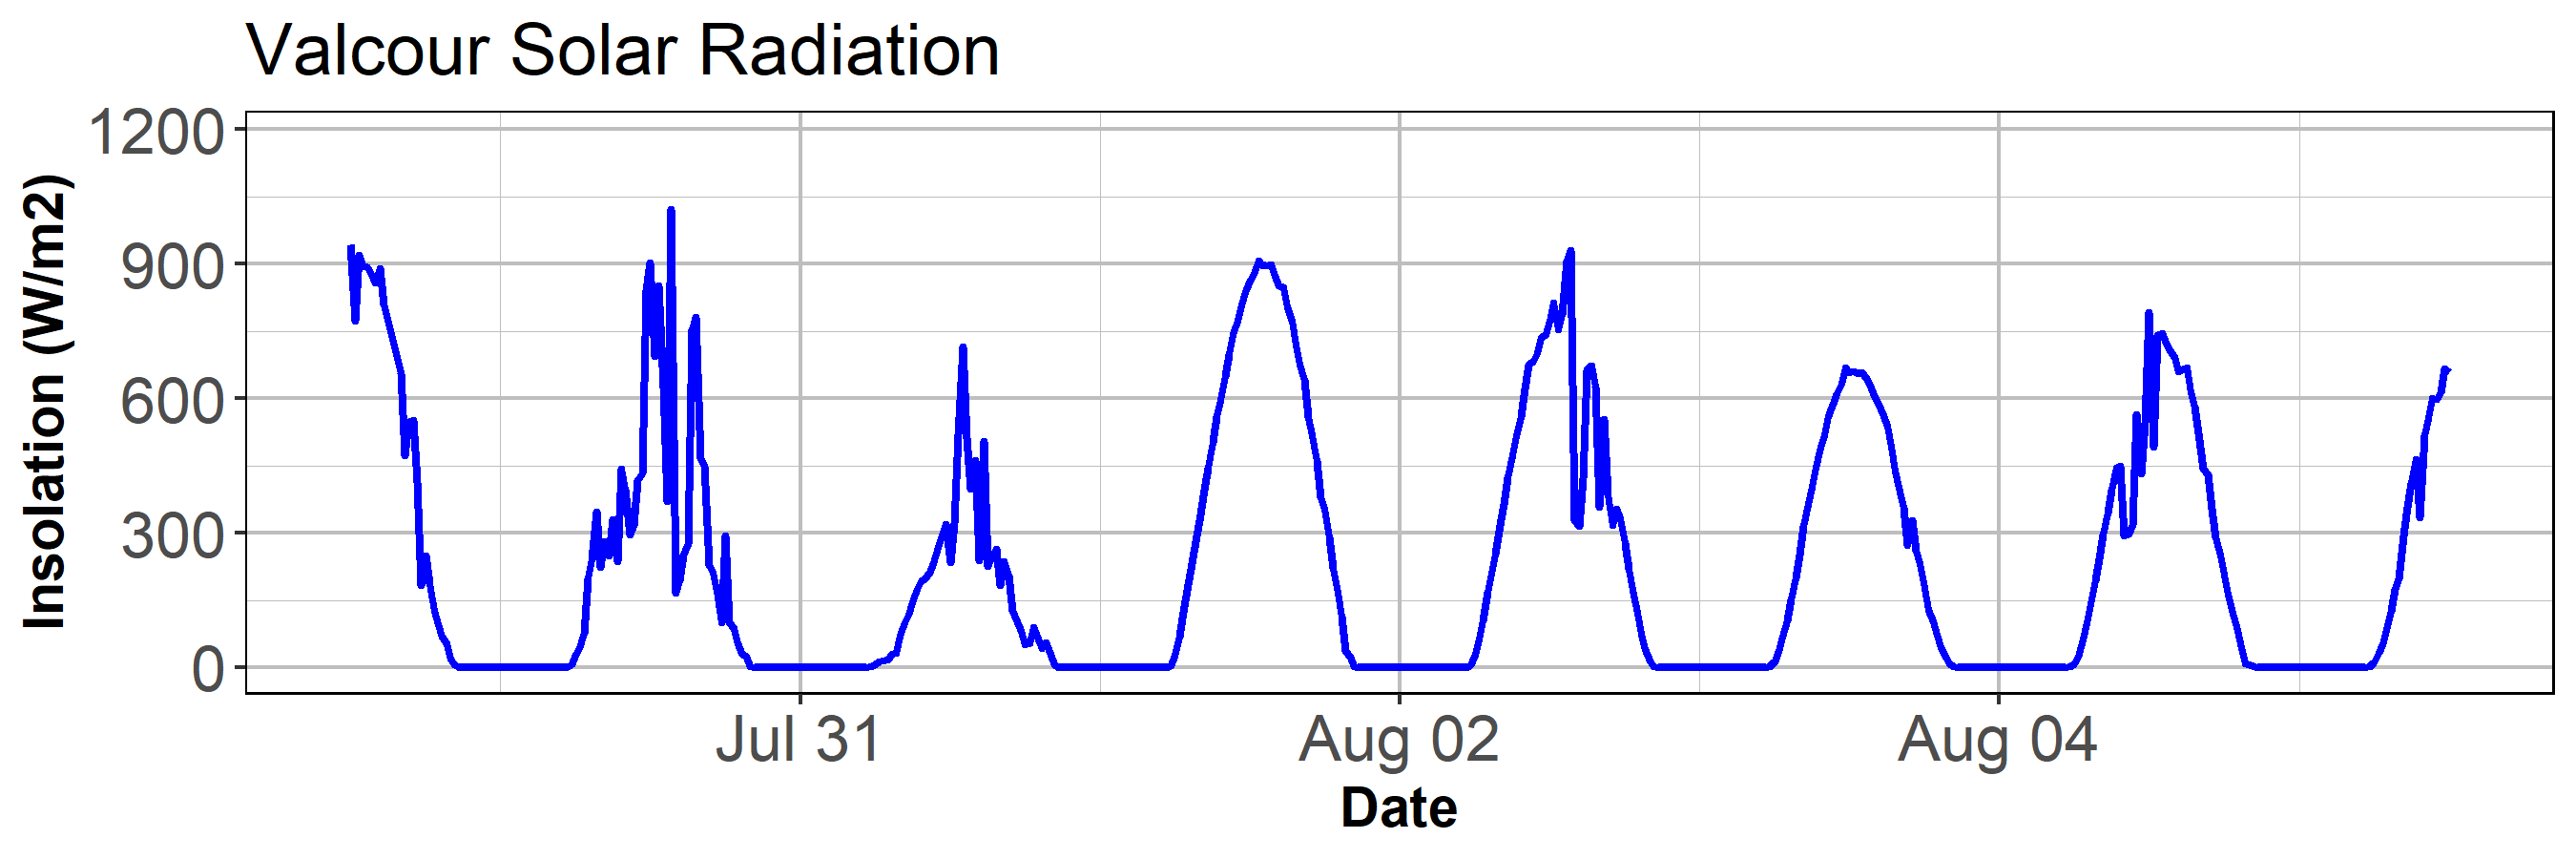 Valcour Solar Radiation
1200
900
600
300
0
Insolation (W/m2)
Jul 31
Aug 02
Aug 04
Date